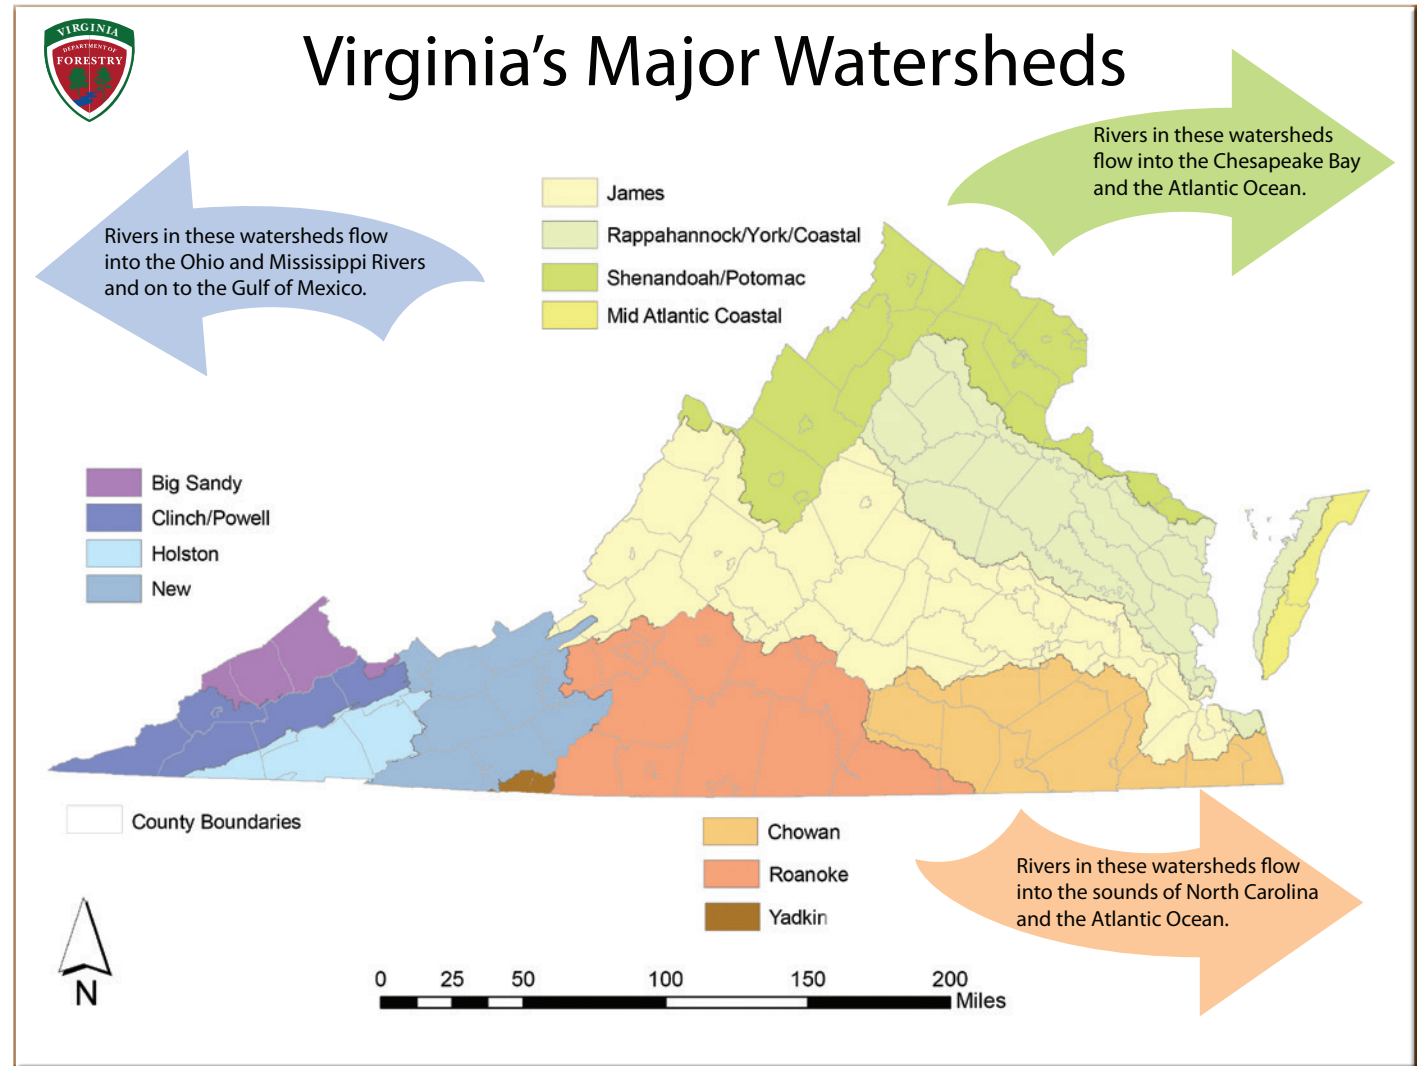 VIRGINIA
DEPARTMENT OF
FORESTRY
Virginia's Major Watersheds
Rivers in these watersheds
flow into the Chesapeake Bay
and the Atlantic Ocean.
Rivers in these watersheds flow
into the Ohio and Mississippi Rivers
and on to the Gulf of Mexico.
James
Rappahannock/York/Coastal
Shenandoah/Potomac
Mid Atlantic Coastal
Big Sandy
Clinch/Powell
Holston
New
County Boundaries
Chowan
Roanoke
Yadkin
Rivers in these watersheds flow
into the sounds of North Carolina
and the Atlantic Ocean.
N
0 25 50 100 150 200
Miles